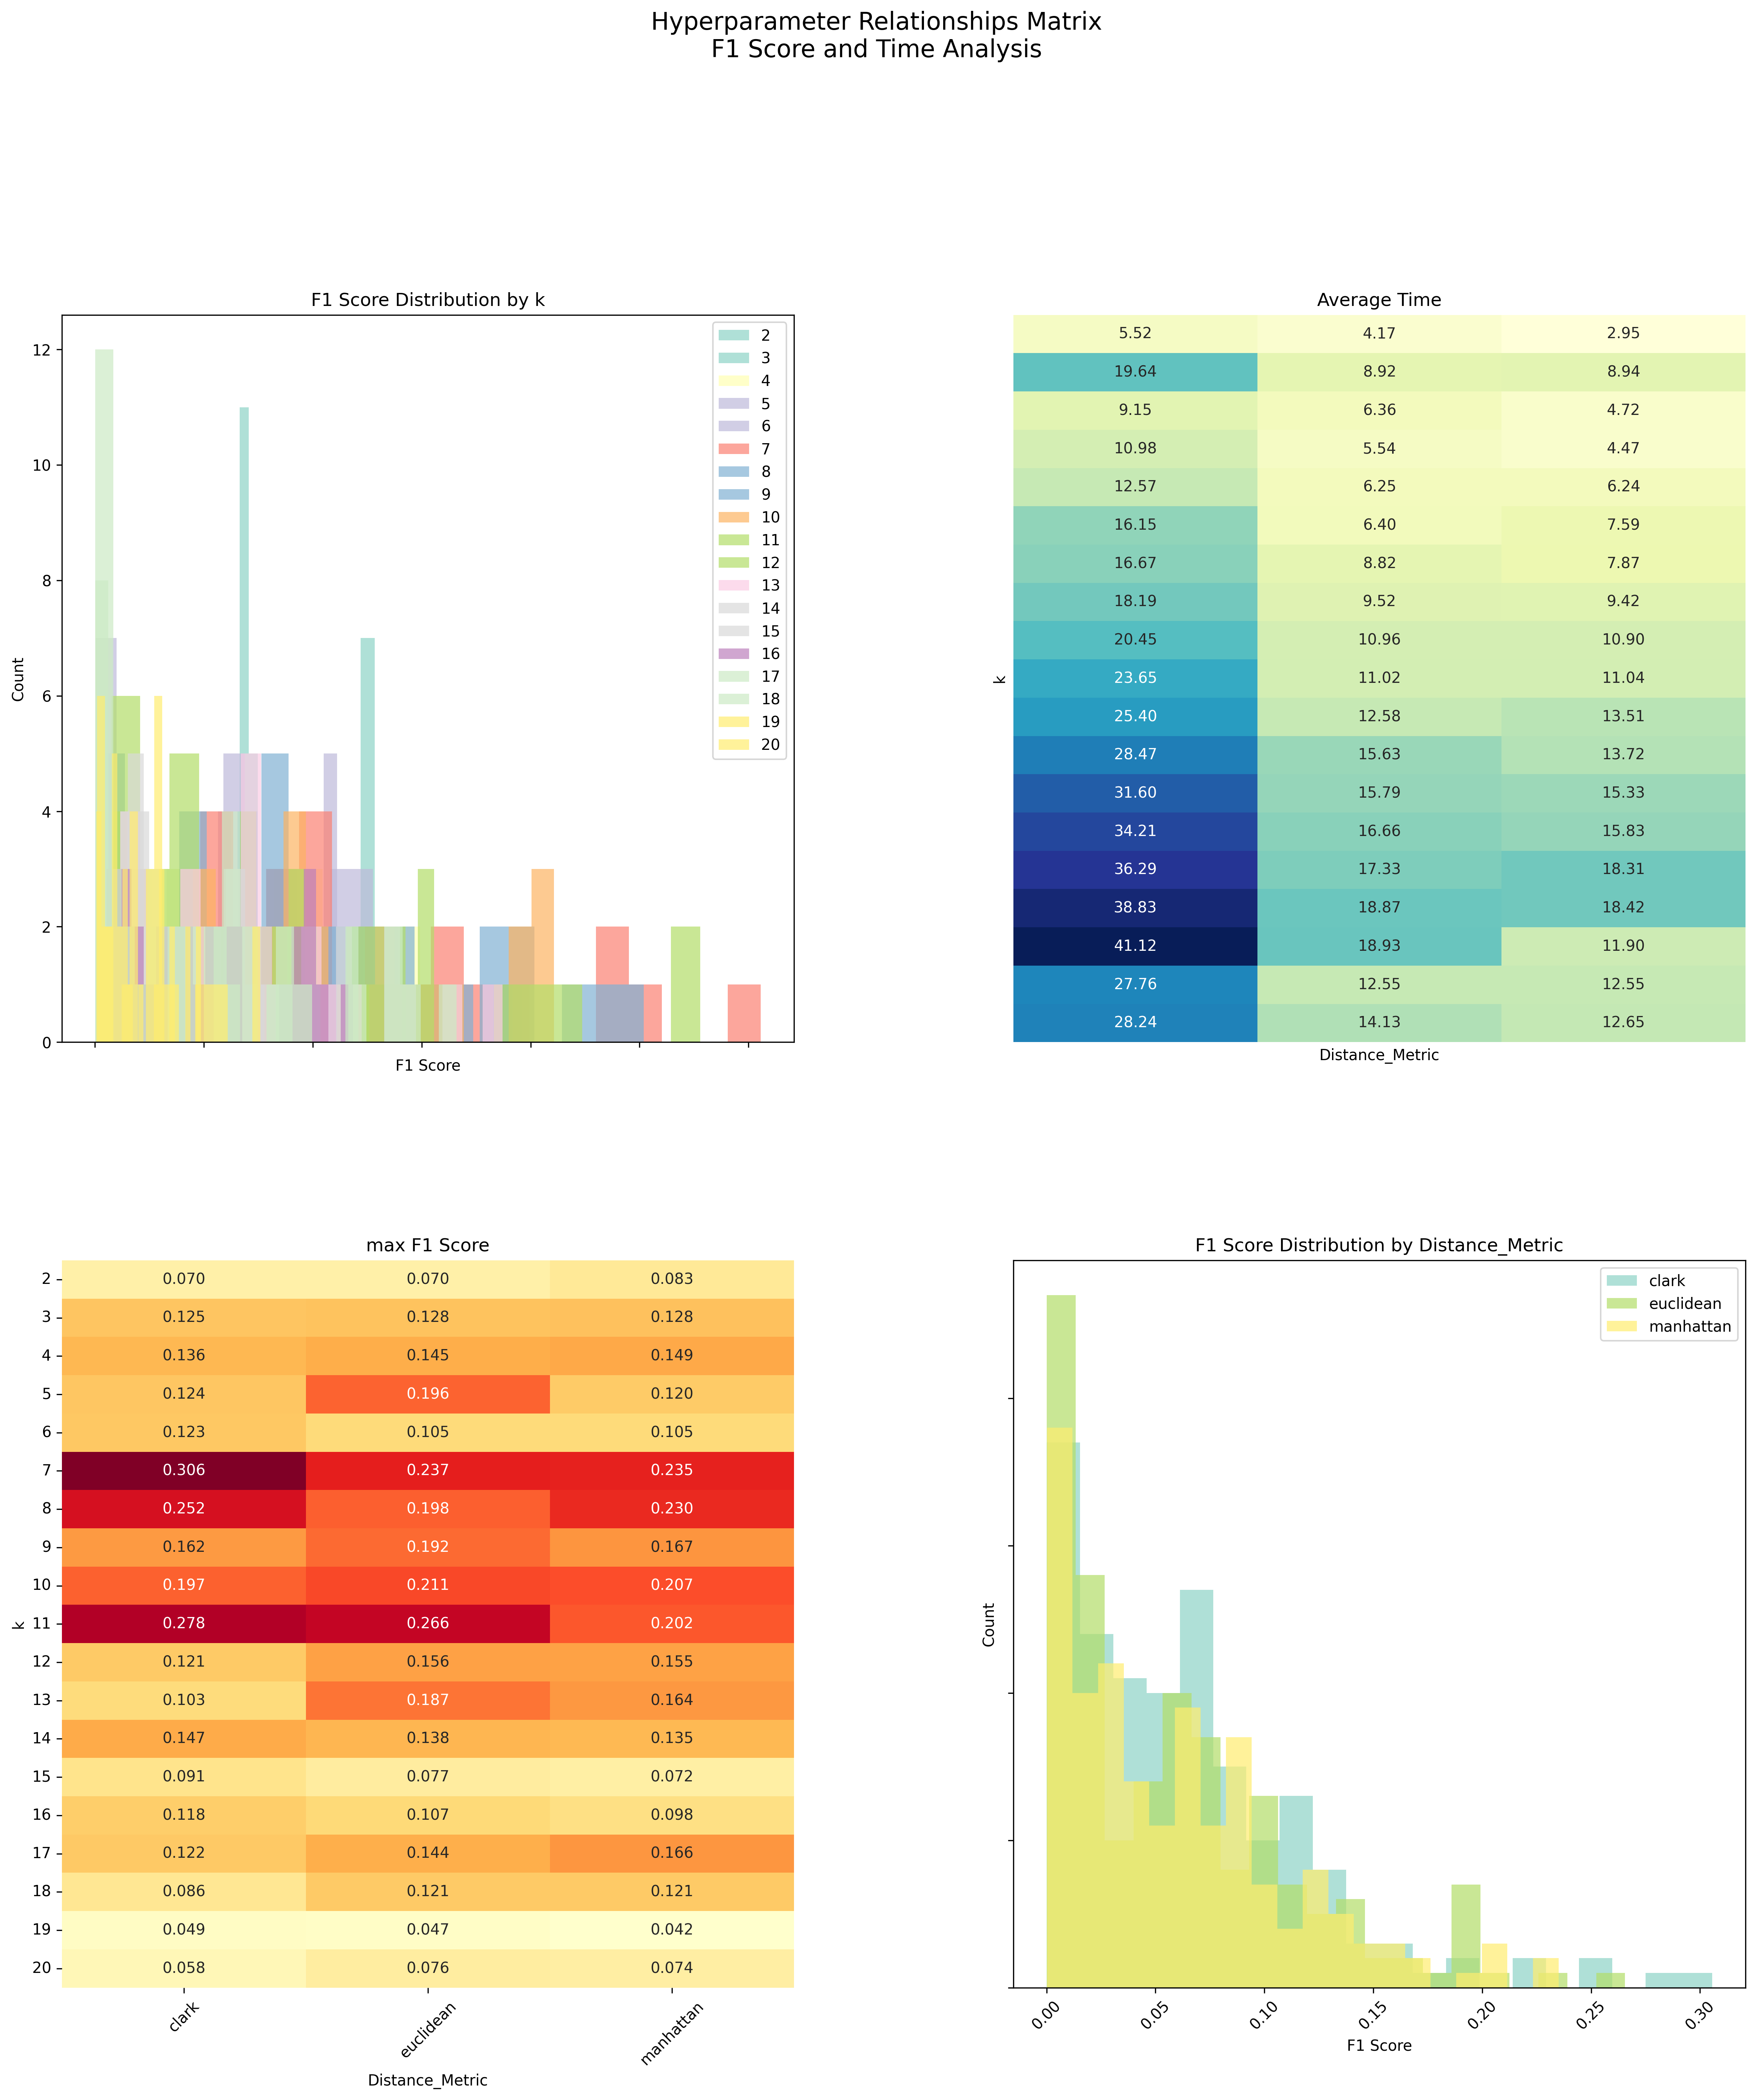 Hyperparameter Relationships Matrix
F1 Score and Time Analysis
F1 Score Distribution by k
12
10
8
6
4
2
0
Count
F1 Score
2
3
4
5
6
7
8
9
10
11
12
13
14
15
16
17
18
19
20
Average Time
5.52 4.17 2.95
19.64 8.92 8.94
9.15 6.36 4.72
10.98 5.54 4.47
12.57 6.25 6.24
16.15 6.40 7.59
16.67 8.82 7.87
18.19 9.52 9.42
20.45 10.96 10.90
23.65 11.02 11.04
25.40 12.58 13.51
28.47 15.63 13.72
31.60 15.79 15.33
34.21 16.66 15.83
36.29 17.33 18.31
38.83 18.87 18.42
41.12 18.93 11.90
27.76 12.55 12.55
28.24 14.13 12.65
k
Distance_Metric
max F1 Score
2 0.070 0.070 0.083
3 0.125 0.128 0.128
4 0.136 0.145 0.149
5 0.124 0.196 0.120
6 0.123 0.105 0.105
7 0.306 0.237 0.235
8 0.252 0.198 0.230
9 0.162 0.192 0.167
10 0.197 0.211 0.207
11 0.278 0.266 0.202
12 0.121 0.156 0.155
13 0.103 0.187 0.164
14 0.147 0.138 0.135
15 0.091 0.077 0.072
16 0.118 0.107 0.098
17 0.122 0.144 0.166
18 0.086 0.121 0.121
19 0.049 0.047 0.042
20 0.058 0.076 0.074
k
clark euclidean manhattan
Distance_Metric
F1 Score Distribution by Distance_Metric
clark
euclidean
manhattan
Count
0.00 0.05 0.10 0.15 0.20 0.25 0.30
F1 Score